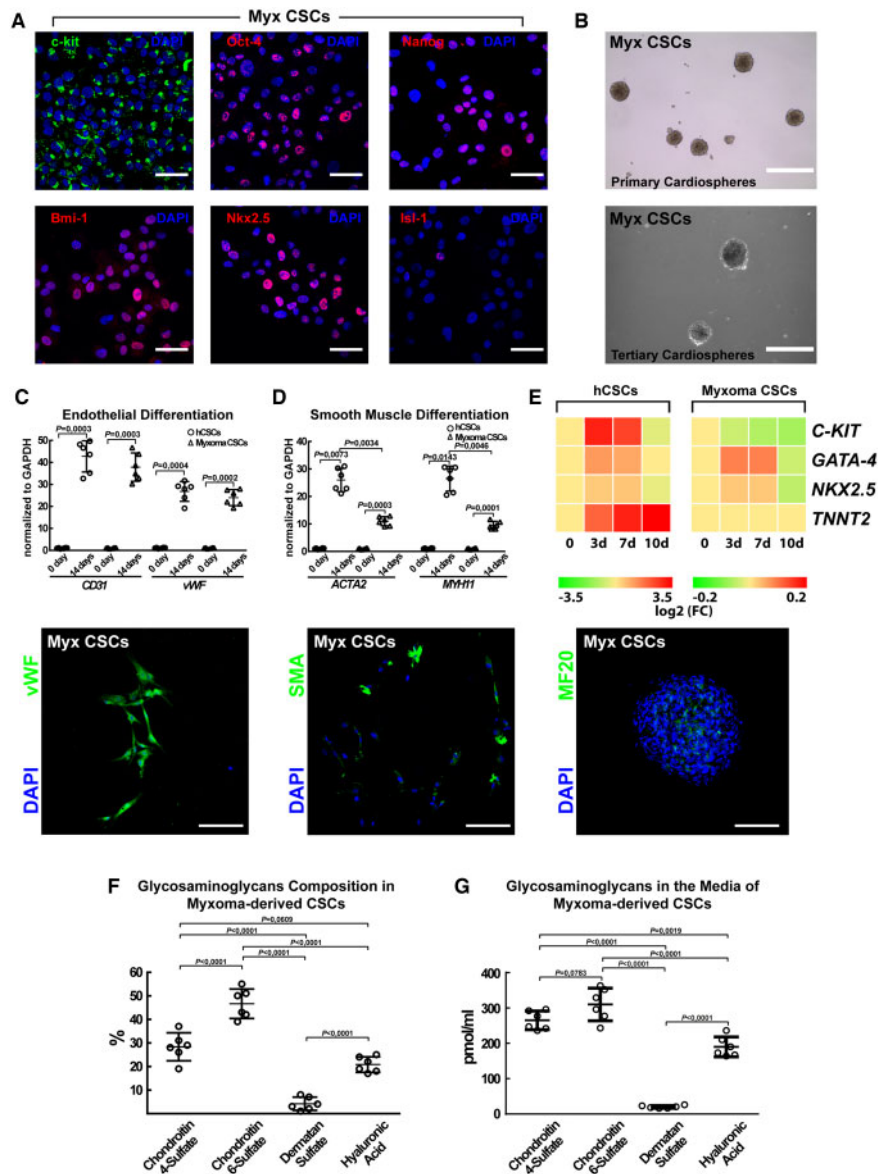 A
Myx CSCs
c-kit DAPI
Oct-4 DAPI
Nanog DAPI
Bmi-1 DAPI
Nkx2.5 DAPI
Isl-1 DAPI
B
Myx CSCs
Primary Cardiospheres
Myx CSCs
Tertiary Cardiospheres
C
Endothelial Differentiation
hCSCs
Myxoma CSCs
P=0.0003
P=0.0003
P=0.0004
P=0.0002
normalized to GAPDH
50
40
30
20
10
0
0 day 14 days 0 day 14 days 0 day 14 days 0 day 14 days
CD31 vWF
D
Smooth Muscle Differentiation
hCSCs
Myxoma CSCs
P=0.0034
P=0.0046
P=0.0073
P=0.0143
P=0.0003
P=0.0001
normalized to GAPDH
50
40
30
20
10
0
0 day 14 days 0 day 14 days 0 day 14 days 0 day 14 days
ACTA2 MYH11
E
hCSCs Myxoma CSCs
C-KIT
GATA-4
NKX2.5
TNNT2
0 3d 7d 10d 0 3d 7d 10d
-3.5 3.5 -0.2 0.2
log2 (FC)
DAPI vWF
Myx CSCs
DAPI SMA
Myx CSCs
DAPI MF20
Myx CSCs
F
Glycosaminoglycans Composition in
Myxoma-derived CSCs
P=0,0609
P<0,0001
P<0,0001
P<0,0001
P<0,0001
P<0,0001
%
60
50
40
30
20
10
Chondroitin
4-Sulfate
Chondroitin
6-Sulfate
Dermatan
Sulfate
Hyaluronic
Acid
G
Glycosaminoglycans in the Media of
Myxoma-derived CSCs
P=0,0019
P<0,0001
P<0,0001
P<0,0001
P=0,0783
P<0,0001
pmol/ml
400
300
200
100
0
Chondroitin
4-Sulfate
Chondroitin
6-Sulfate
Dermatan
Sulfate
Hyaluronic
Acid